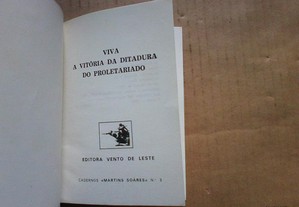 VIVA
A VITÓRIA DA DITADURA
DO PROLETARIADO
EDITORA VENTO DE LESTE
CADERNOS «MARTINS SOARES» N.º 3